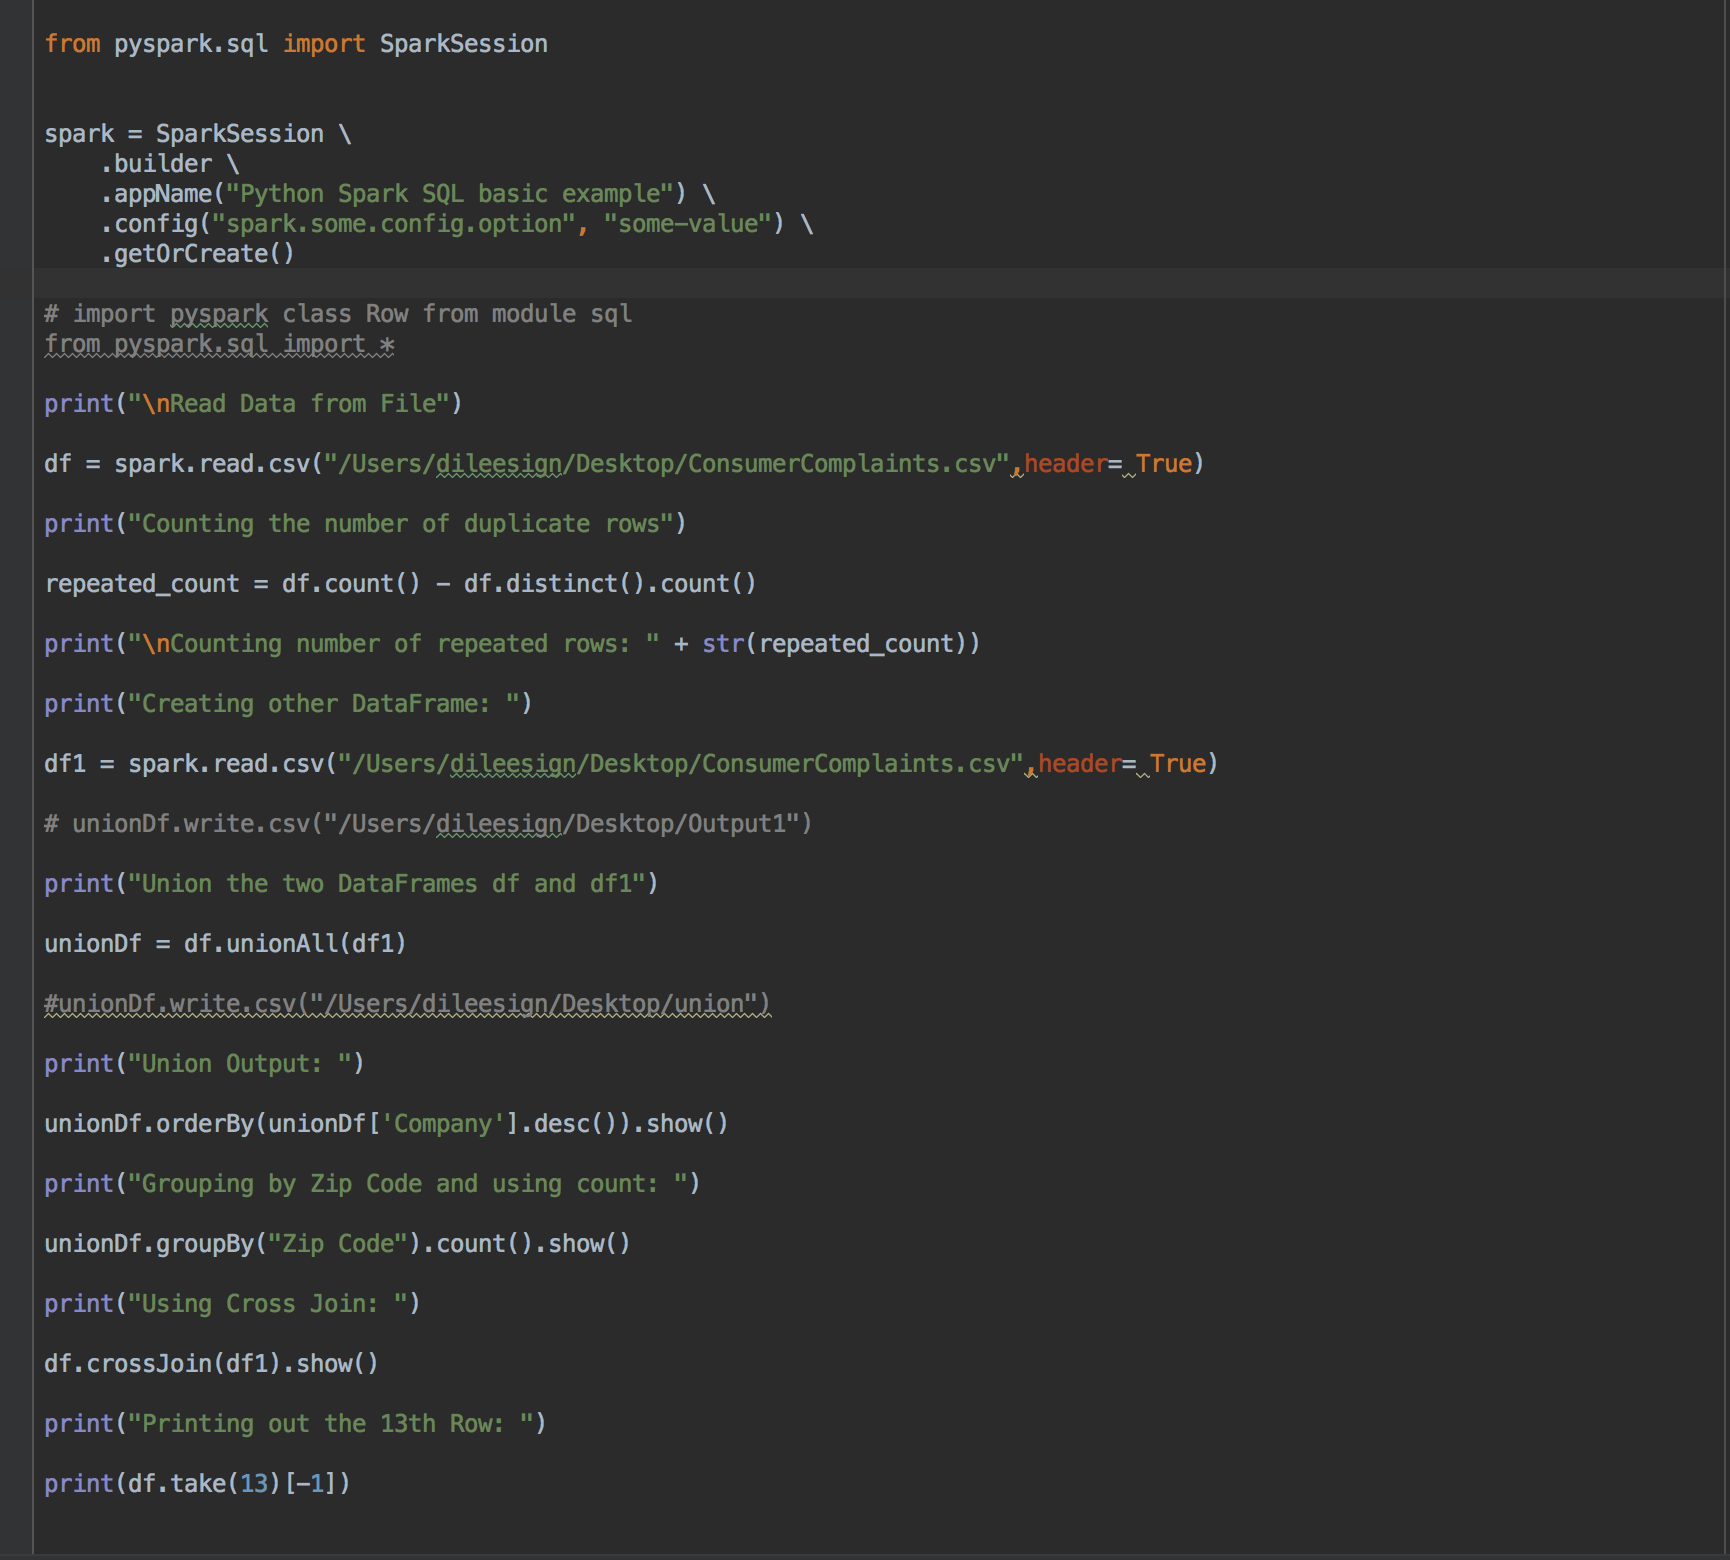 from pyspark.sql import SparkSession
spark = SparkSession \
    .builder \
    .appName("Python Spark SQL basic example") \
    .config("spark.some.config.option", "some-value") \
    .getOrCreate()
# import pyspark class Row from module sql
from pyspark.sql import *
print("\nRead Data from File")
df = spark.read.csv("/Users/dileesign/Desktop/ConsumerComplaints.csv",header= True)
print("Counting the number of duplicate rows")
repeated_count = df.count() - df.distinct().count()
print("\nCounting number of repeated rows: " + str(repeated_count))
print("Creating other DataFrame: ")
df1 = spark.read.csv("/Users/dileesign/Desktop/ConsumerComplaints.csv",header= True)
# unionDf.write.csv("/Users/dileesign/Desktop/Output1")
print("Union the two DataFrames df and df1")
unionDf = df.unionAll(df1)
#unionDf.write.csv("/Users/dileesign/Desktop/union")
print("Union Output: ")
unionDf.orderBy(unionDf['Company'].desc()).show()
print("Grouping by Zip Code and using count: ")
unionDf.groupBy("Zip Code").count().show()
print("Using Cross Join: ")
df.crossJoin(df1).show()
print("Printing out the 13th Row: ")
print(df.take(13)[-1])